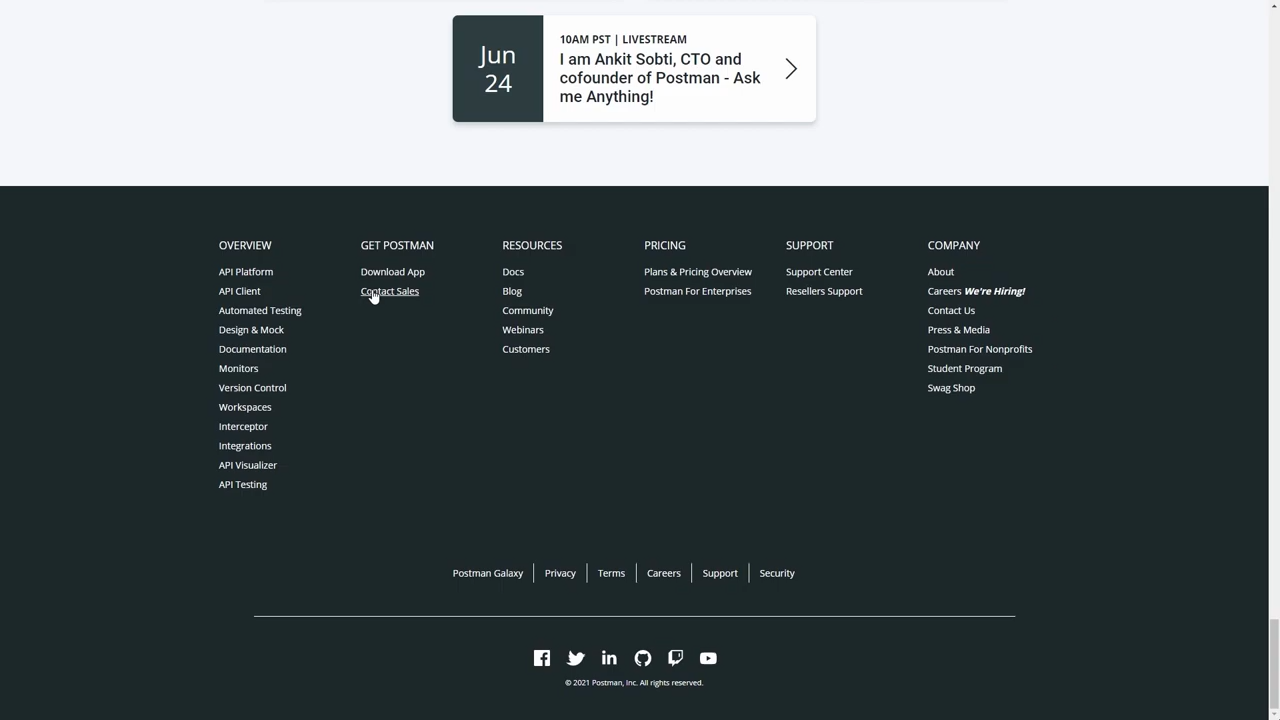 Jun
24
10AM PST | LIVESTREAM
I am Ankit Sobti, CTO and
cofounder of Postman - Ask
me Anything!
OVERVIEW
API Platform
API Client
Automated Testing
Design & Mock
Documentation
Monitors
Version Control
Workspaces
Interceptor
Integrations
API Visualizer
API Testing
GET POSTMAN
Download App
Contact Sales
RESOURCES
Docs
Blog
Community
Webinars
Customers
PRICING
Plans & Pricing Overview
Postman For Enterprises
SUPPORT
Support Center
Resellers Support
COMPANY
About
Careers We're Hiring!
Contact Us
Press & Media
Postman For Nonprofits
Student Program
Swag Shop
Postman Galaxy
Privacy
Terms
Careers
Support
Security
© 2021 Postman, Inc. All rights reserved.